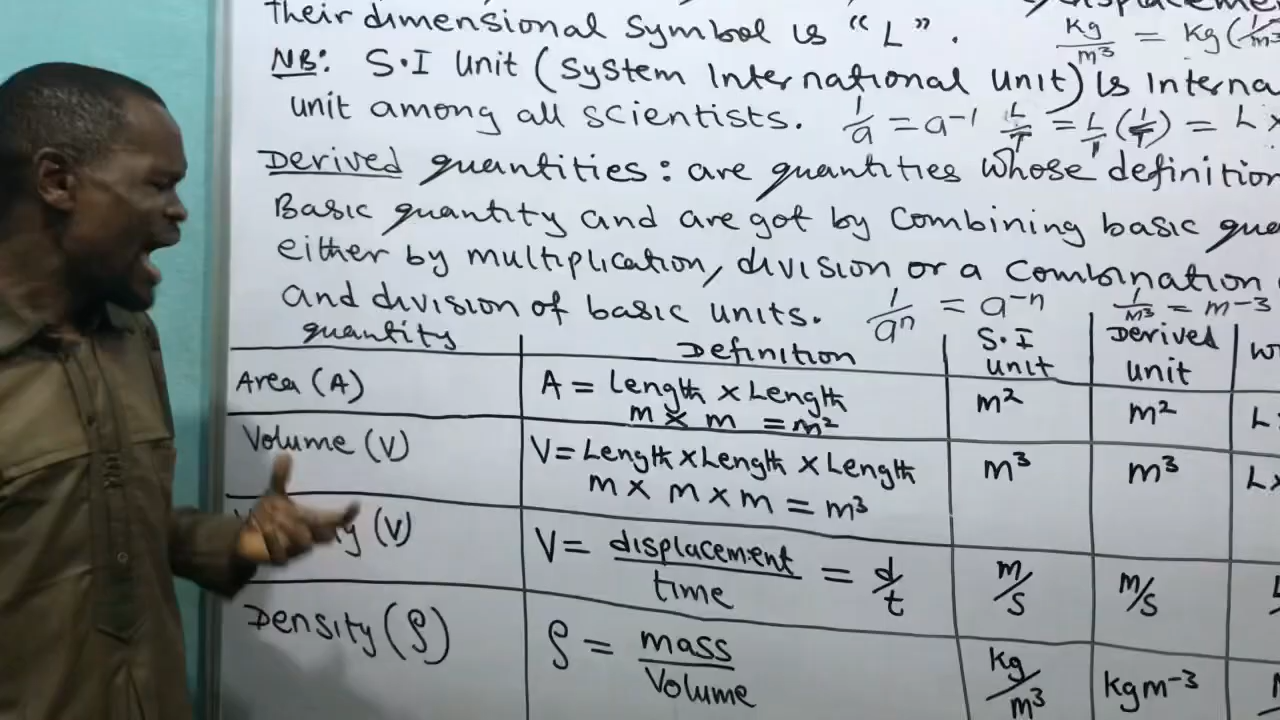 Their dimensional symbol is "L".
Kg/m³ = Kg(1/m³
NB: S.I Unit (System International Unit) is Interna
unit among all scientists. 1/a = a⁻¹ L/T = L/1 (1/T) = L x
Derived quantities: are quantities whose definition
Basic quantity and are got by combining basic qua
either by multiplication, division or a combination
and division of basic units. 1/aⁿ = a⁻ⁿ 1/m³ = m⁻³
quantity Definition S.I unit Derived unit
Area (A) A = Length x Length m² m² L
m x m = m²
Volume (V) V = Length x Length x Length m³ m³ L x
m x m x m = m³
(V) V = displacement/time = d/t m/s m/s
Density (ρ) ρ = mass/Volume Kg/m³ Kgm⁻³